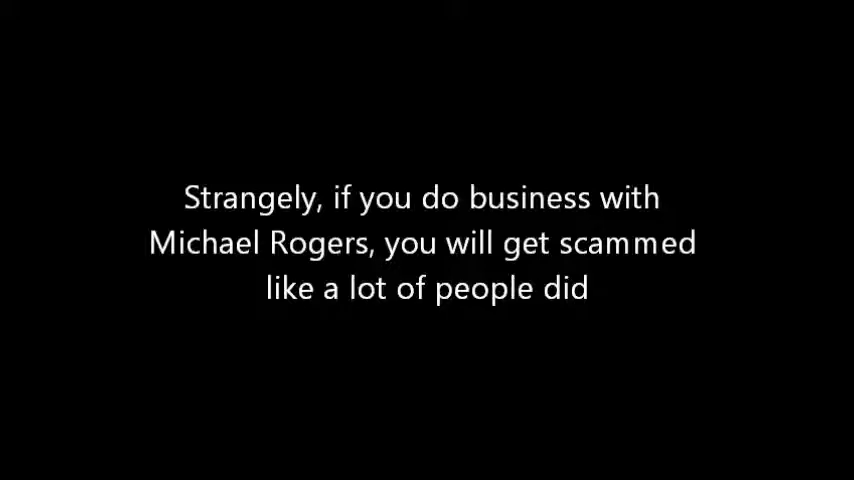 Strangely, if you do business with
Michael Rogers, you will get scammed
like a lot of people did